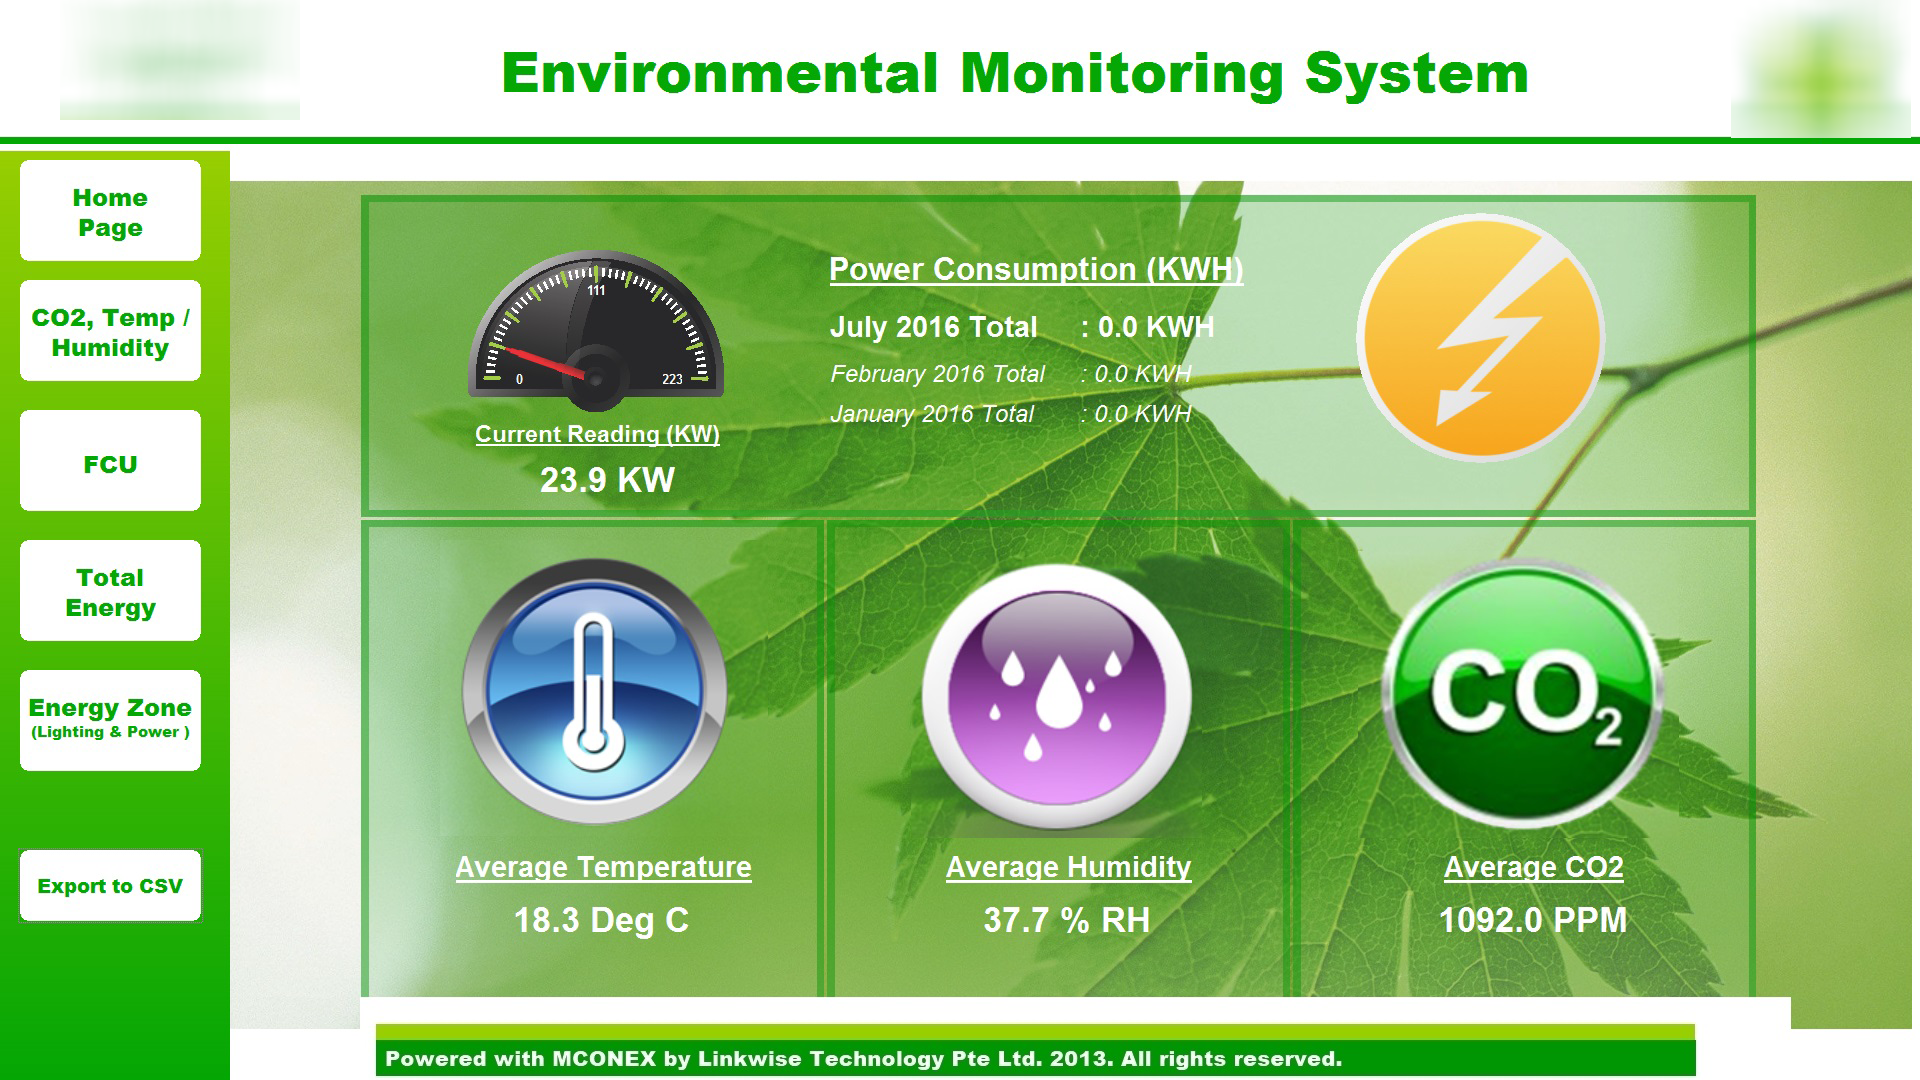 Environmental Monitoring System
Home
Page
CO2, Temp /
Humidity
FCU
Total
Energy
Energy Zone
(Lighting & Power )
Export to CSV
111
0
223
Current Reading (KW)
23.9 KW
Power Consumption (KWH)
July 2016 Total : 0.0 KWH
February 2016 Total : 0.0 KWH
January 2016 Total : 0.0 KWH
CO2
Average Temperature
18.3 Deg C
Average Humidity
37.7 % RH
Average CO2
1092.0 PPM
Powered with MCONEX by Linkwise Technology Pte Ltd. 2013. All rights reserved.